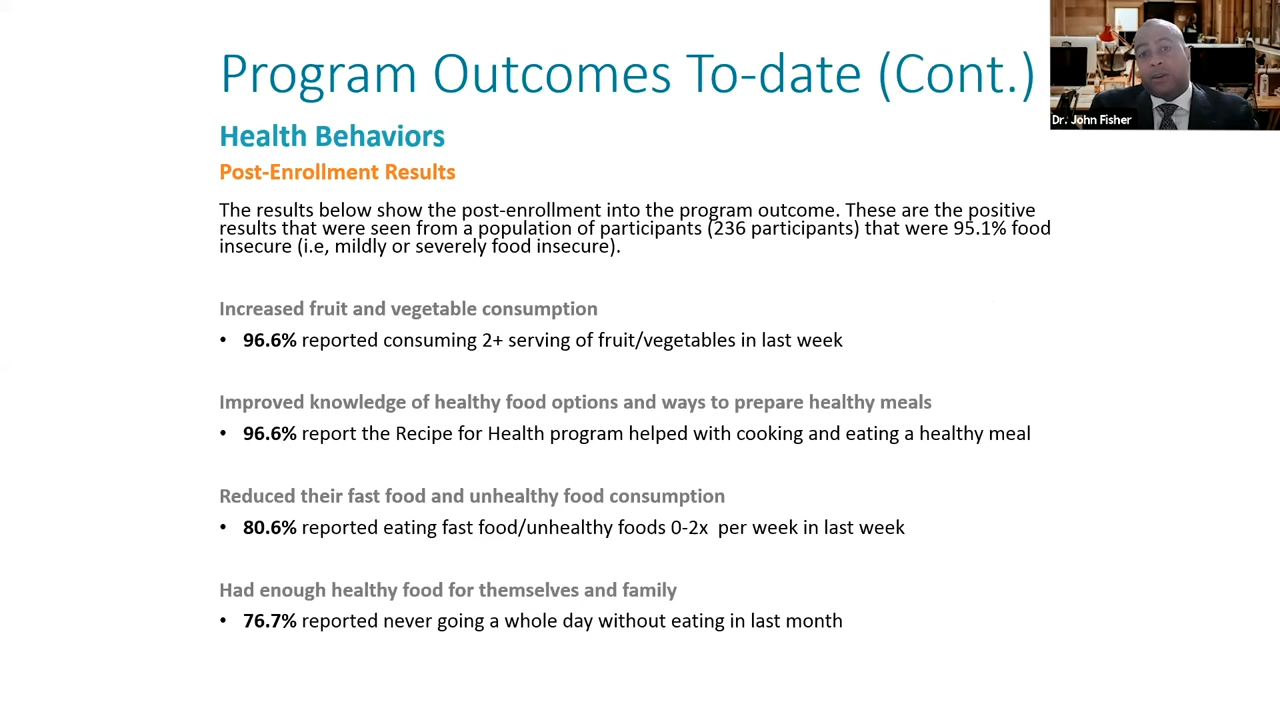 Program Outcomes To-date (Cont.)
Dr. John Fisher
Health Behaviors
Post-Enrollment Results
The results below show the post-enrollment into the program outcome. These are the positive
results that were seen from a population of participants (236 participants) that were 95.1% food
insecure (i.e, mildly or severely food insecure).
Increased fruit and vegetable consumption
• 96.6% reported consuming 2+ serving of fruit/vegetables in last week
Improved knowledge of healthy food options and ways to prepare healthy meals
• 96.6% report the Recipe for Health program helped with cooking and eating a healthy meal
Reduced their fast food and unhealthy food consumption
• 80.6% reported eating fast food/unhealthy foods 0-2x  per week in last week
Had enough healthy food for themselves and family
• 76.7% reported never going a whole day without eating in last month